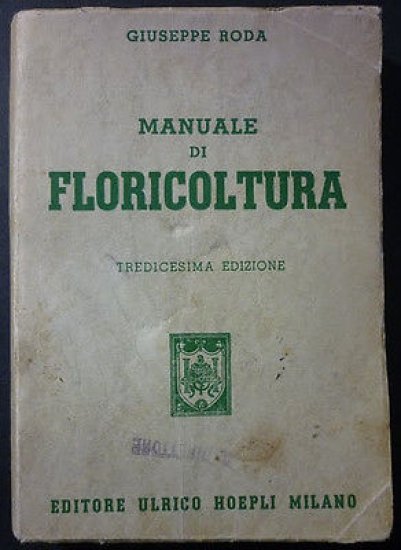 GIUSEPPE RODA
MANUALE
DI
FLORICOLTURA
TREDICESIMA EDIZIONE
EDITORE ULRICO HOEPLI MILANO